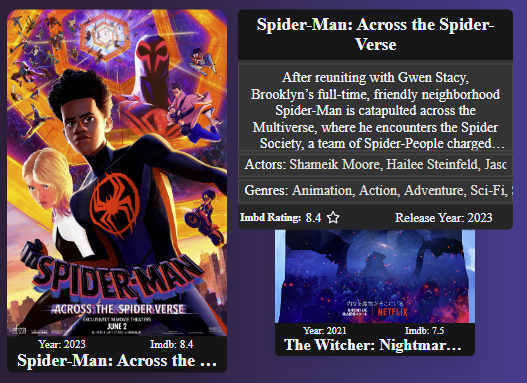 SPIDER-MAN
ACROSS THE SPIDER-VERSE
EXCLUSIVELY IN MOVIE THEATERS
JUNE 2
Year: 2023 Imdb: 8.4
Spider-Man: Across the …
Spider-Man: Across the Spider-
Verse
After reuniting with Gwen Stacy,
Brooklyn's full-time, friendly neighborhood
Spider-Man is catapulted across the
Multiverse, where he encounters the Spider
Society, a team of Spider-People charged…
Actors: Shameik Moore, Hailee Steinfeld, Jasc
Genres: Animation, Action, Adventure, Sci-Fi,
Imbd Rating: 8.4 Release Year: 2023
NETFLIX
Year: 2021 Imdb: 7.5
The Witcher: Nightmar…